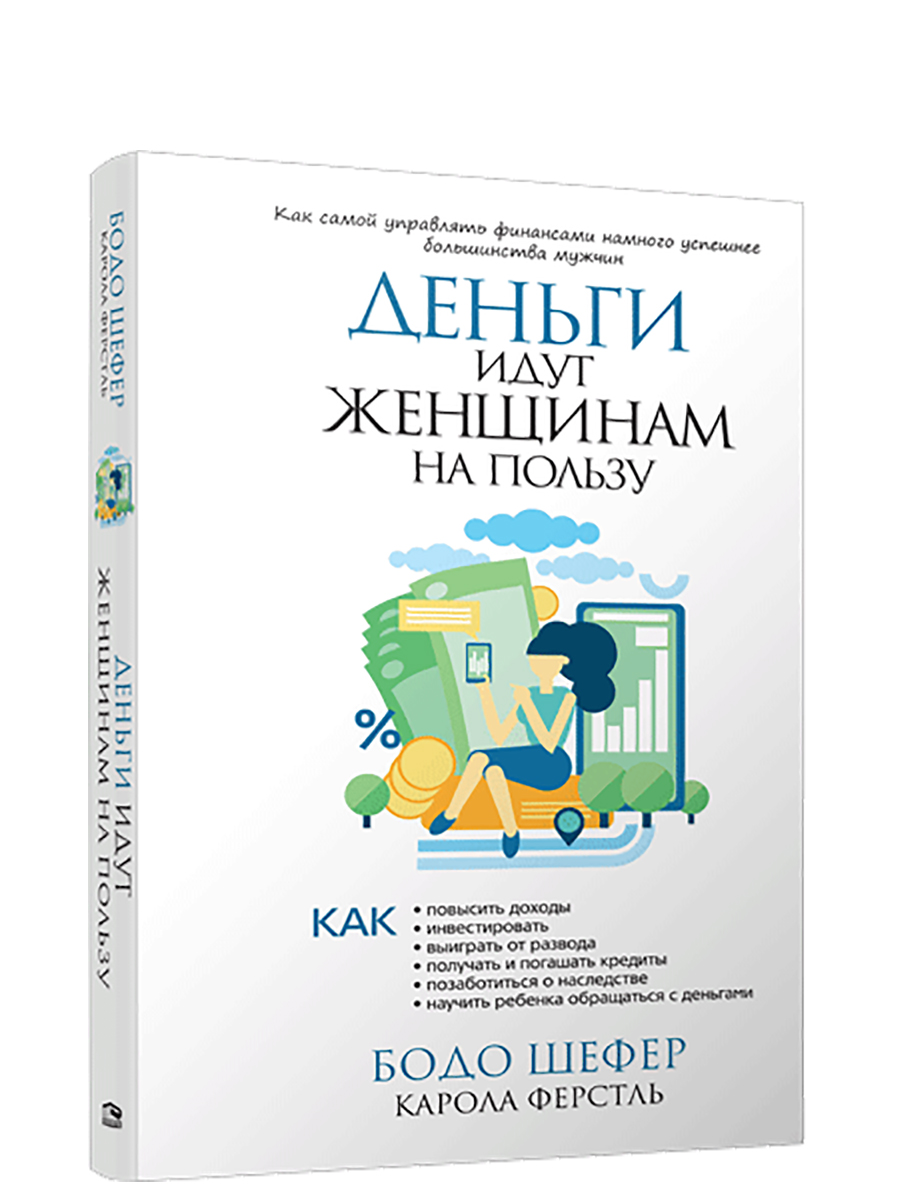 Как самой управлять финансами намного успешнее
большинства мужчин
ДЕНЬГИ
ИДУТ
ЖЕНЩИНАМ
НА ПОЛЬЗУ
%
КАК
• повысить доходы
• инвестировать
• выиграть от развода
• получать и погашать кредиты
• позаботиться о наследстве
• научить ребенка обращаться с деньгами
БОДО ШЕФЕР
КАРОЛА ФЕРСТЛЬ
БОДО ШЕФЕР
КАРОЛА ФЕРСТЛЬ
ДЕНЬГИ ИДУТ
ЖЕНЩИНАМ НА ПОЛЬЗУ